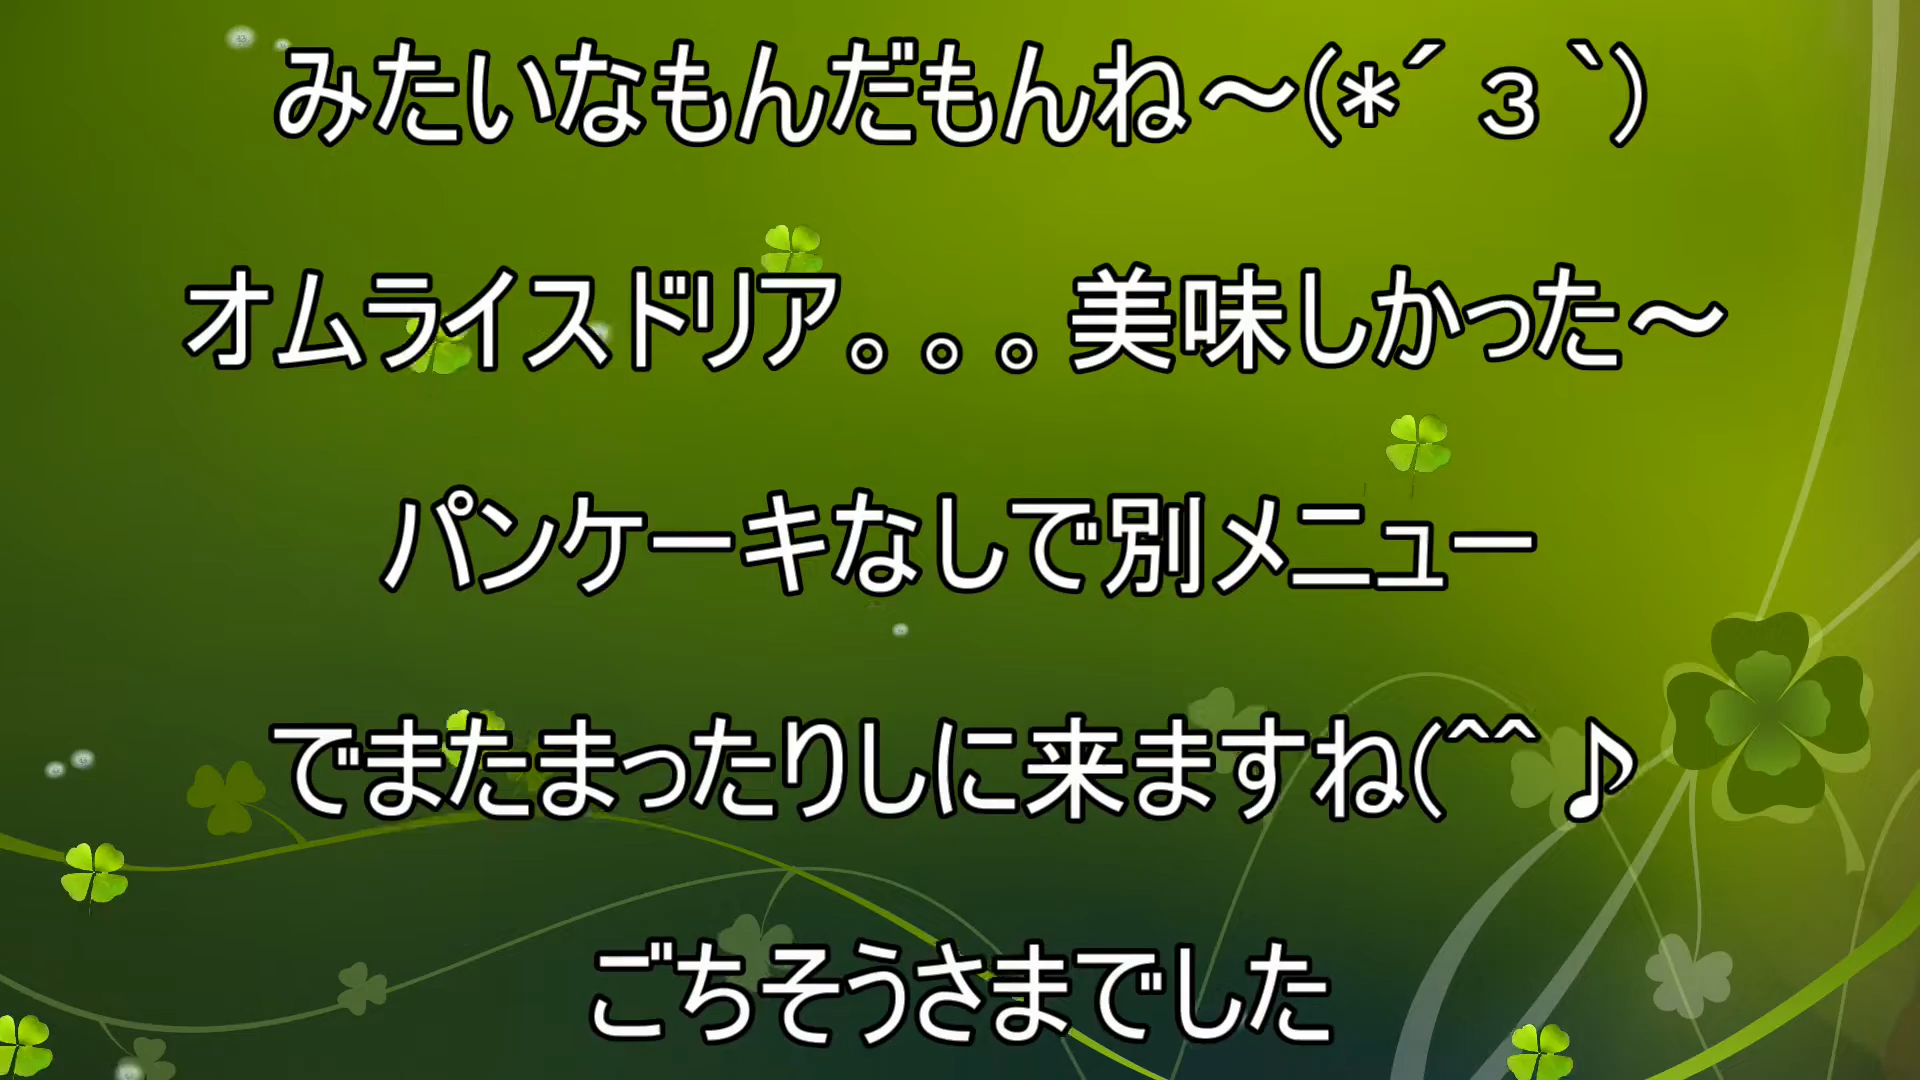 みたいなもんだもんね～(*´з`)
オムライスドリア。。。美味しかった～
パンケーキなしで別メニュー
でまたまったりしに来ますね(^^♪
ごちそうさまでした